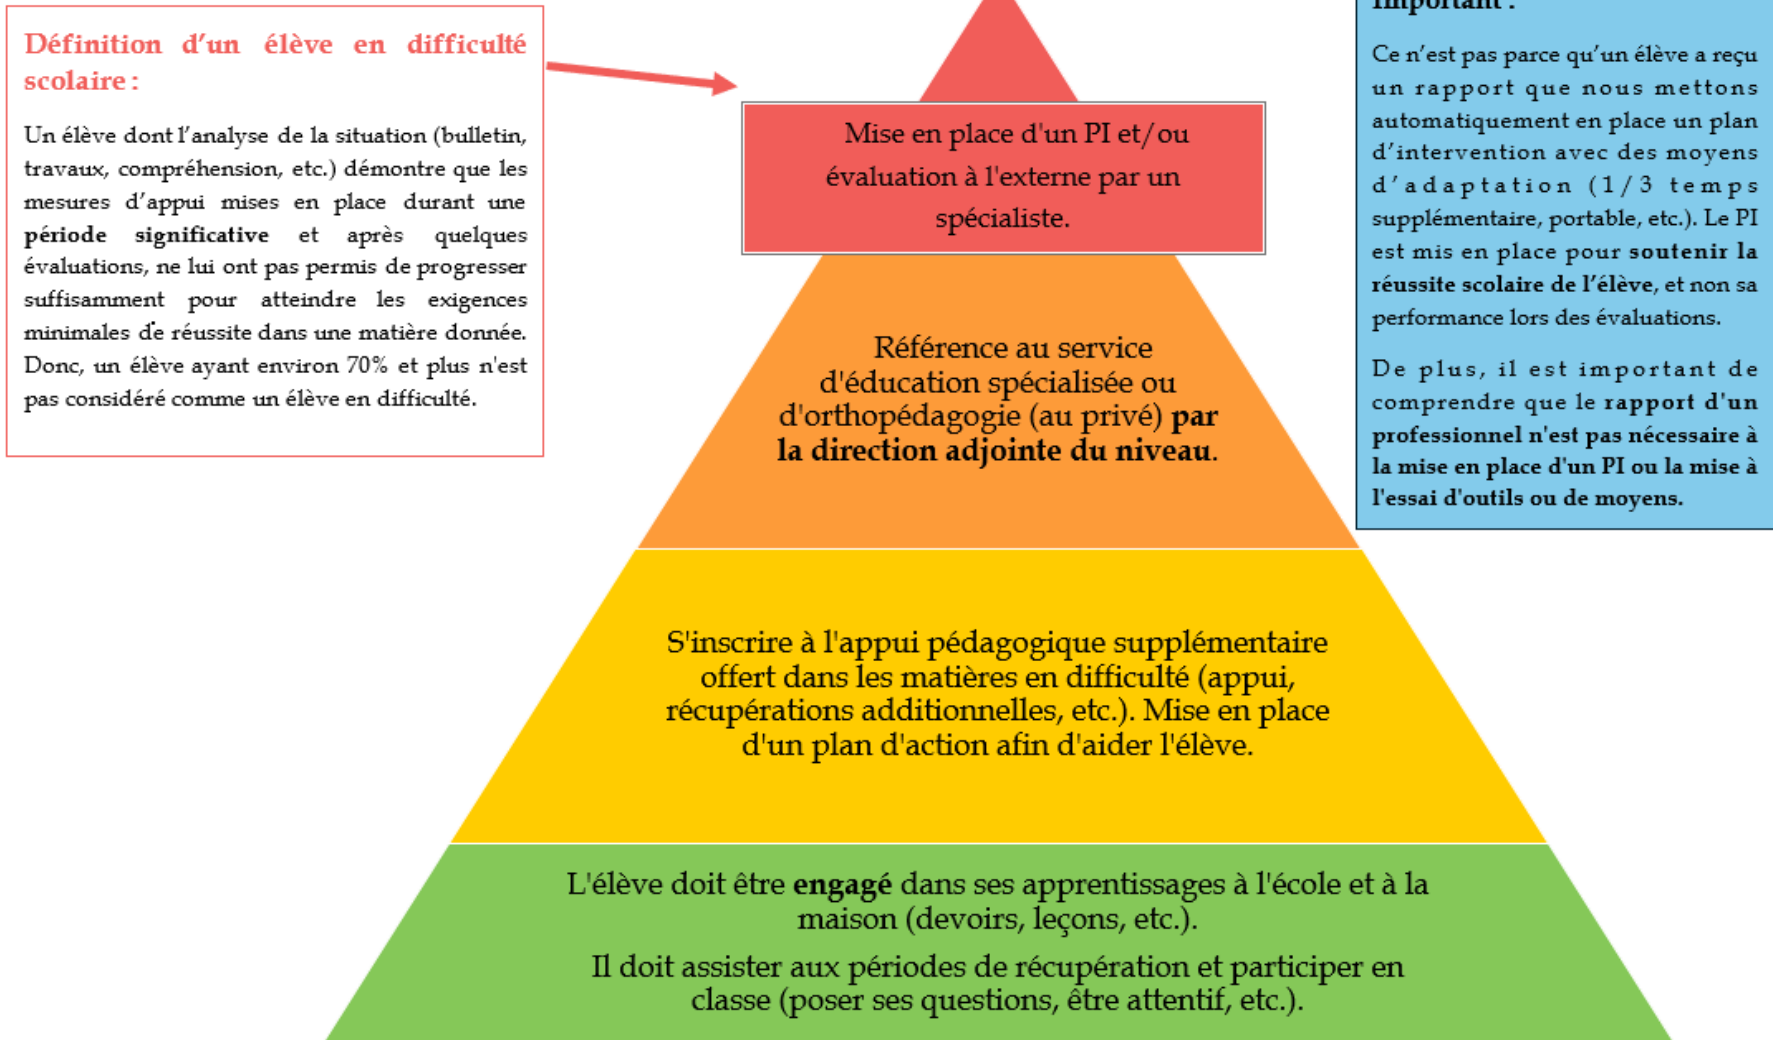 Définition d'un élève en difficulté
scolaire :
Un élève dont l'analyse de la situation (bulletin,
travaux, compréhension, etc.) démontre que les
mesures d'appui mises en place durant une
période significative et après quelques
évaluations, ne lui ont pas permis de progresser
suffisamment pour atteindre les exigences
minimales de réussite dans une matière donnée.
Donc, un élève ayant environ 70% et plus n'est
pas considéré comme un élève en difficulté.
Mise en place d'un PI et/ou
évaluation à l'externe par un
spécialiste.
Référence au service
d'éducation spécialisée ou
d'orthopédagogie (au privé) par
la direction adjointe du niveau.
S'inscrire à l'appui pédagogique supplémentaire
offert dans les matières en difficulté (appui,
récupérations additionnelles, etc.). Mise en place
d'un plan d'action afin d'aider l'élève.
L'élève doit être engagé dans ses apprentissages à l'école et à la
maison (devoirs, leçons, etc.).
Il doit assister aux périodes de récupération et participer en
classe (poser ses questions, être attentif, etc.).
Important :
Ce n'est pas parce qu'un élève a reçu
un rapport que nous mettons
automatiquement en place un plan
d'intervention avec des moyens
d'adaptation (1/3 temps
supplémentaire, portable, etc.). Le PI
est mis en place pour soutenir la
réussite scolaire de l'élève, et non sa
performance lors des évaluations.
De plus, il est important de
comprendre que le rapport d'un
professionnel n'est pas nécessaire à
la mise en place d'un PI ou la mise à
l'essai d'outils ou de moyens.